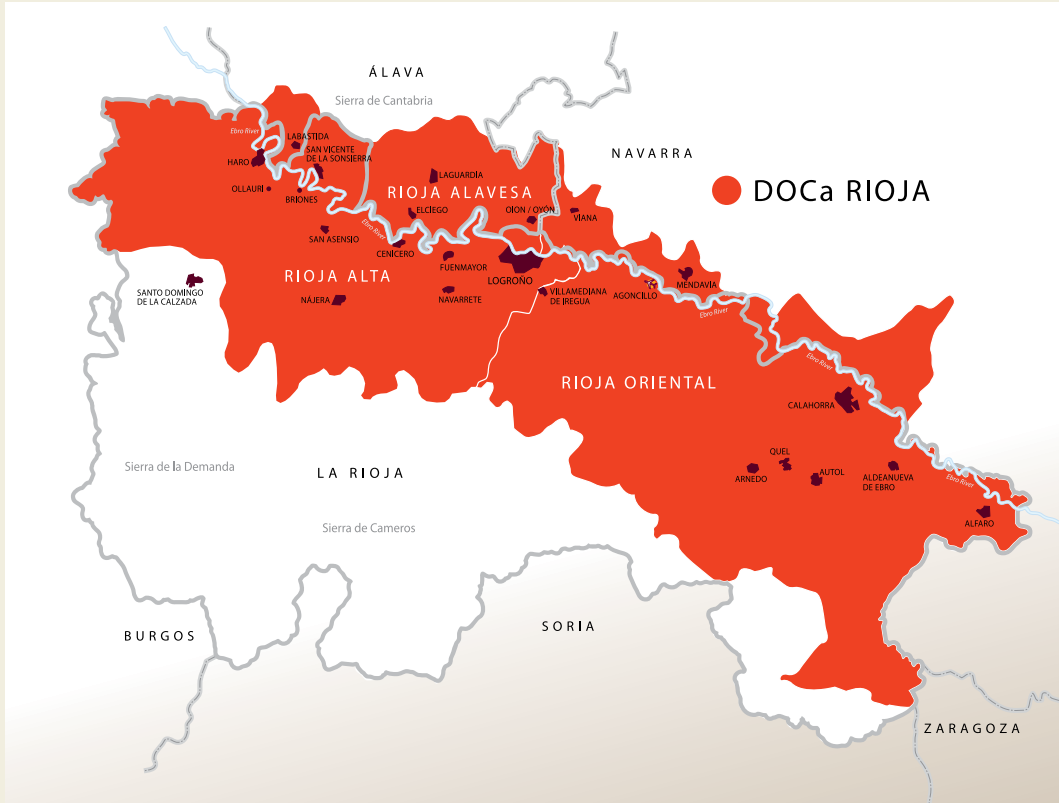 ÁLAVA
Sierra de Cantabria
Ebro River
LABASTIDA
SAN VICENTE
DE LA SONSIERRA
NAVARRA
HARO
LAGUARDIA
OLLAURI
BRIONES
RIOJA ALAVESA
DOCa RIOJA
ELCIEGO
OION / OYÓN
VIANA
Ebro River
SAN ASENSIO
CENICERO
FUENMAYOR
LOGROÑO
RIOJA ALTA
MENDAVIA
SANTO DOMINGO
DE LA CALZADA
NÁJERA
NAVARRETE
VILLAMEDIANA
DE IREGUA
AGONCILLO
Ebro River
Ebro River
RIOJA ORIENTAL
CALAHORRA
QUEL
Sierra de la Demanda
LA RIOJA
ARNEDO
AUTOL
ALDEANUEVA
DE EBRO
Ebro River
Sierra de Cameros
ALFARO
BURGOS
SORIA
ZARAGOZA